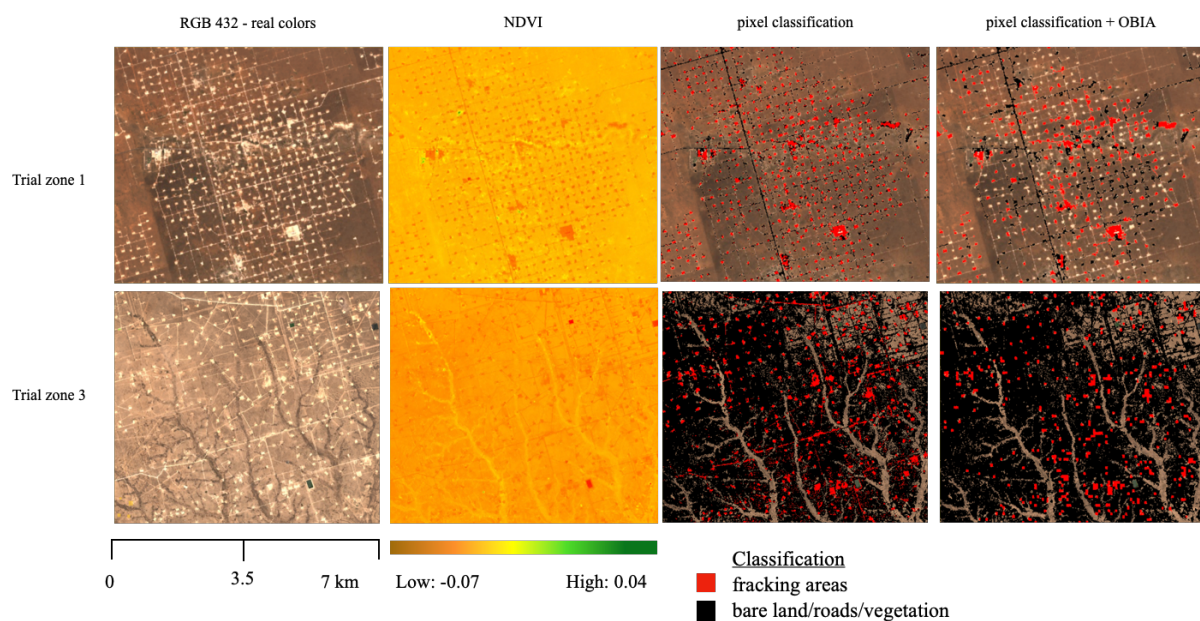 RGB 432 - real colors
NDVI
pixel classification
pixel classification + OBIA
Trial zone 1
Trial zone 3
0
3.5
7 km
Low: -0.07
High: 0.04
Classification
fracking areas
bare land/roads/vegetation